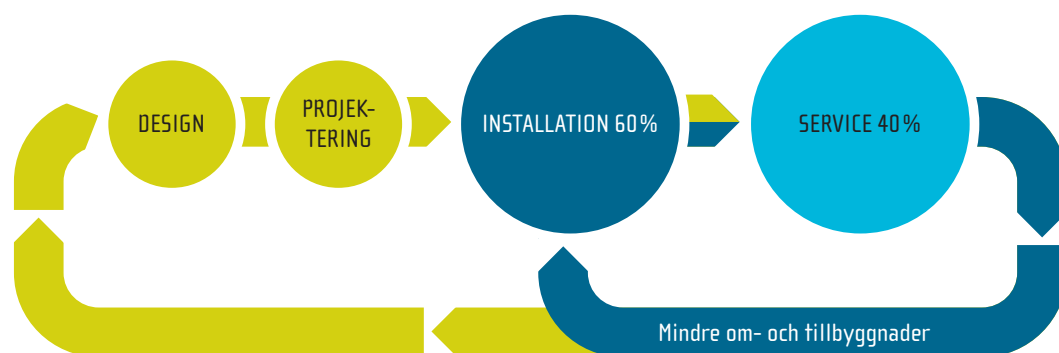 DESIGN
PROJEK-
TERING
INSTALLATION 60%
SERVICE 40%
Mindre om- och tillbyggnader